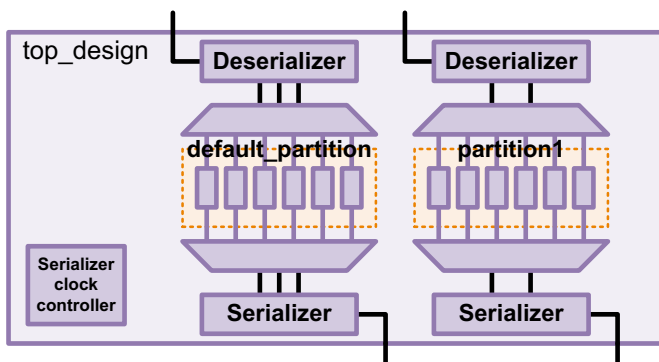 top_design
Deserializer
Deserializer
default_partition
partition1
Serializer
clock
controller
Serializer
Serializer